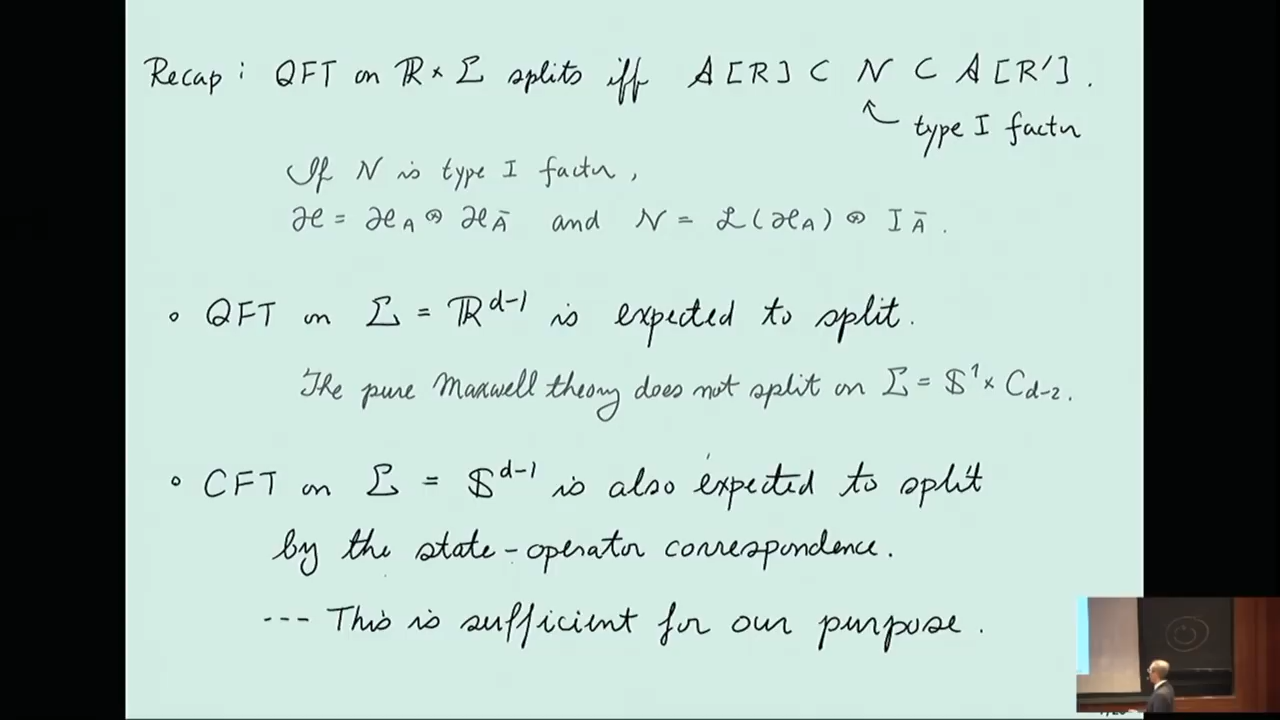 Recap : QFT on ℝ × Σ splits iff A[R] ⊂ N ⊂ A[R'] .
type I factor
If N is type I factor ,
ℋ = ℋ_A ⊗ ℋ_Ā and N = ℒ(ℋ_A) ⊗ I_Ā .
∘ QFT on Σ = ℝ^{d-1} is expected to split .
The pure Maxwell theory does not split on Σ = 𝕊^1 × C_{d-2} .
∘ CFT on Σ = 𝕊^{d-1} is also expected to split
by the state-operator correspondence .
--- This is sufficient for our purpose .